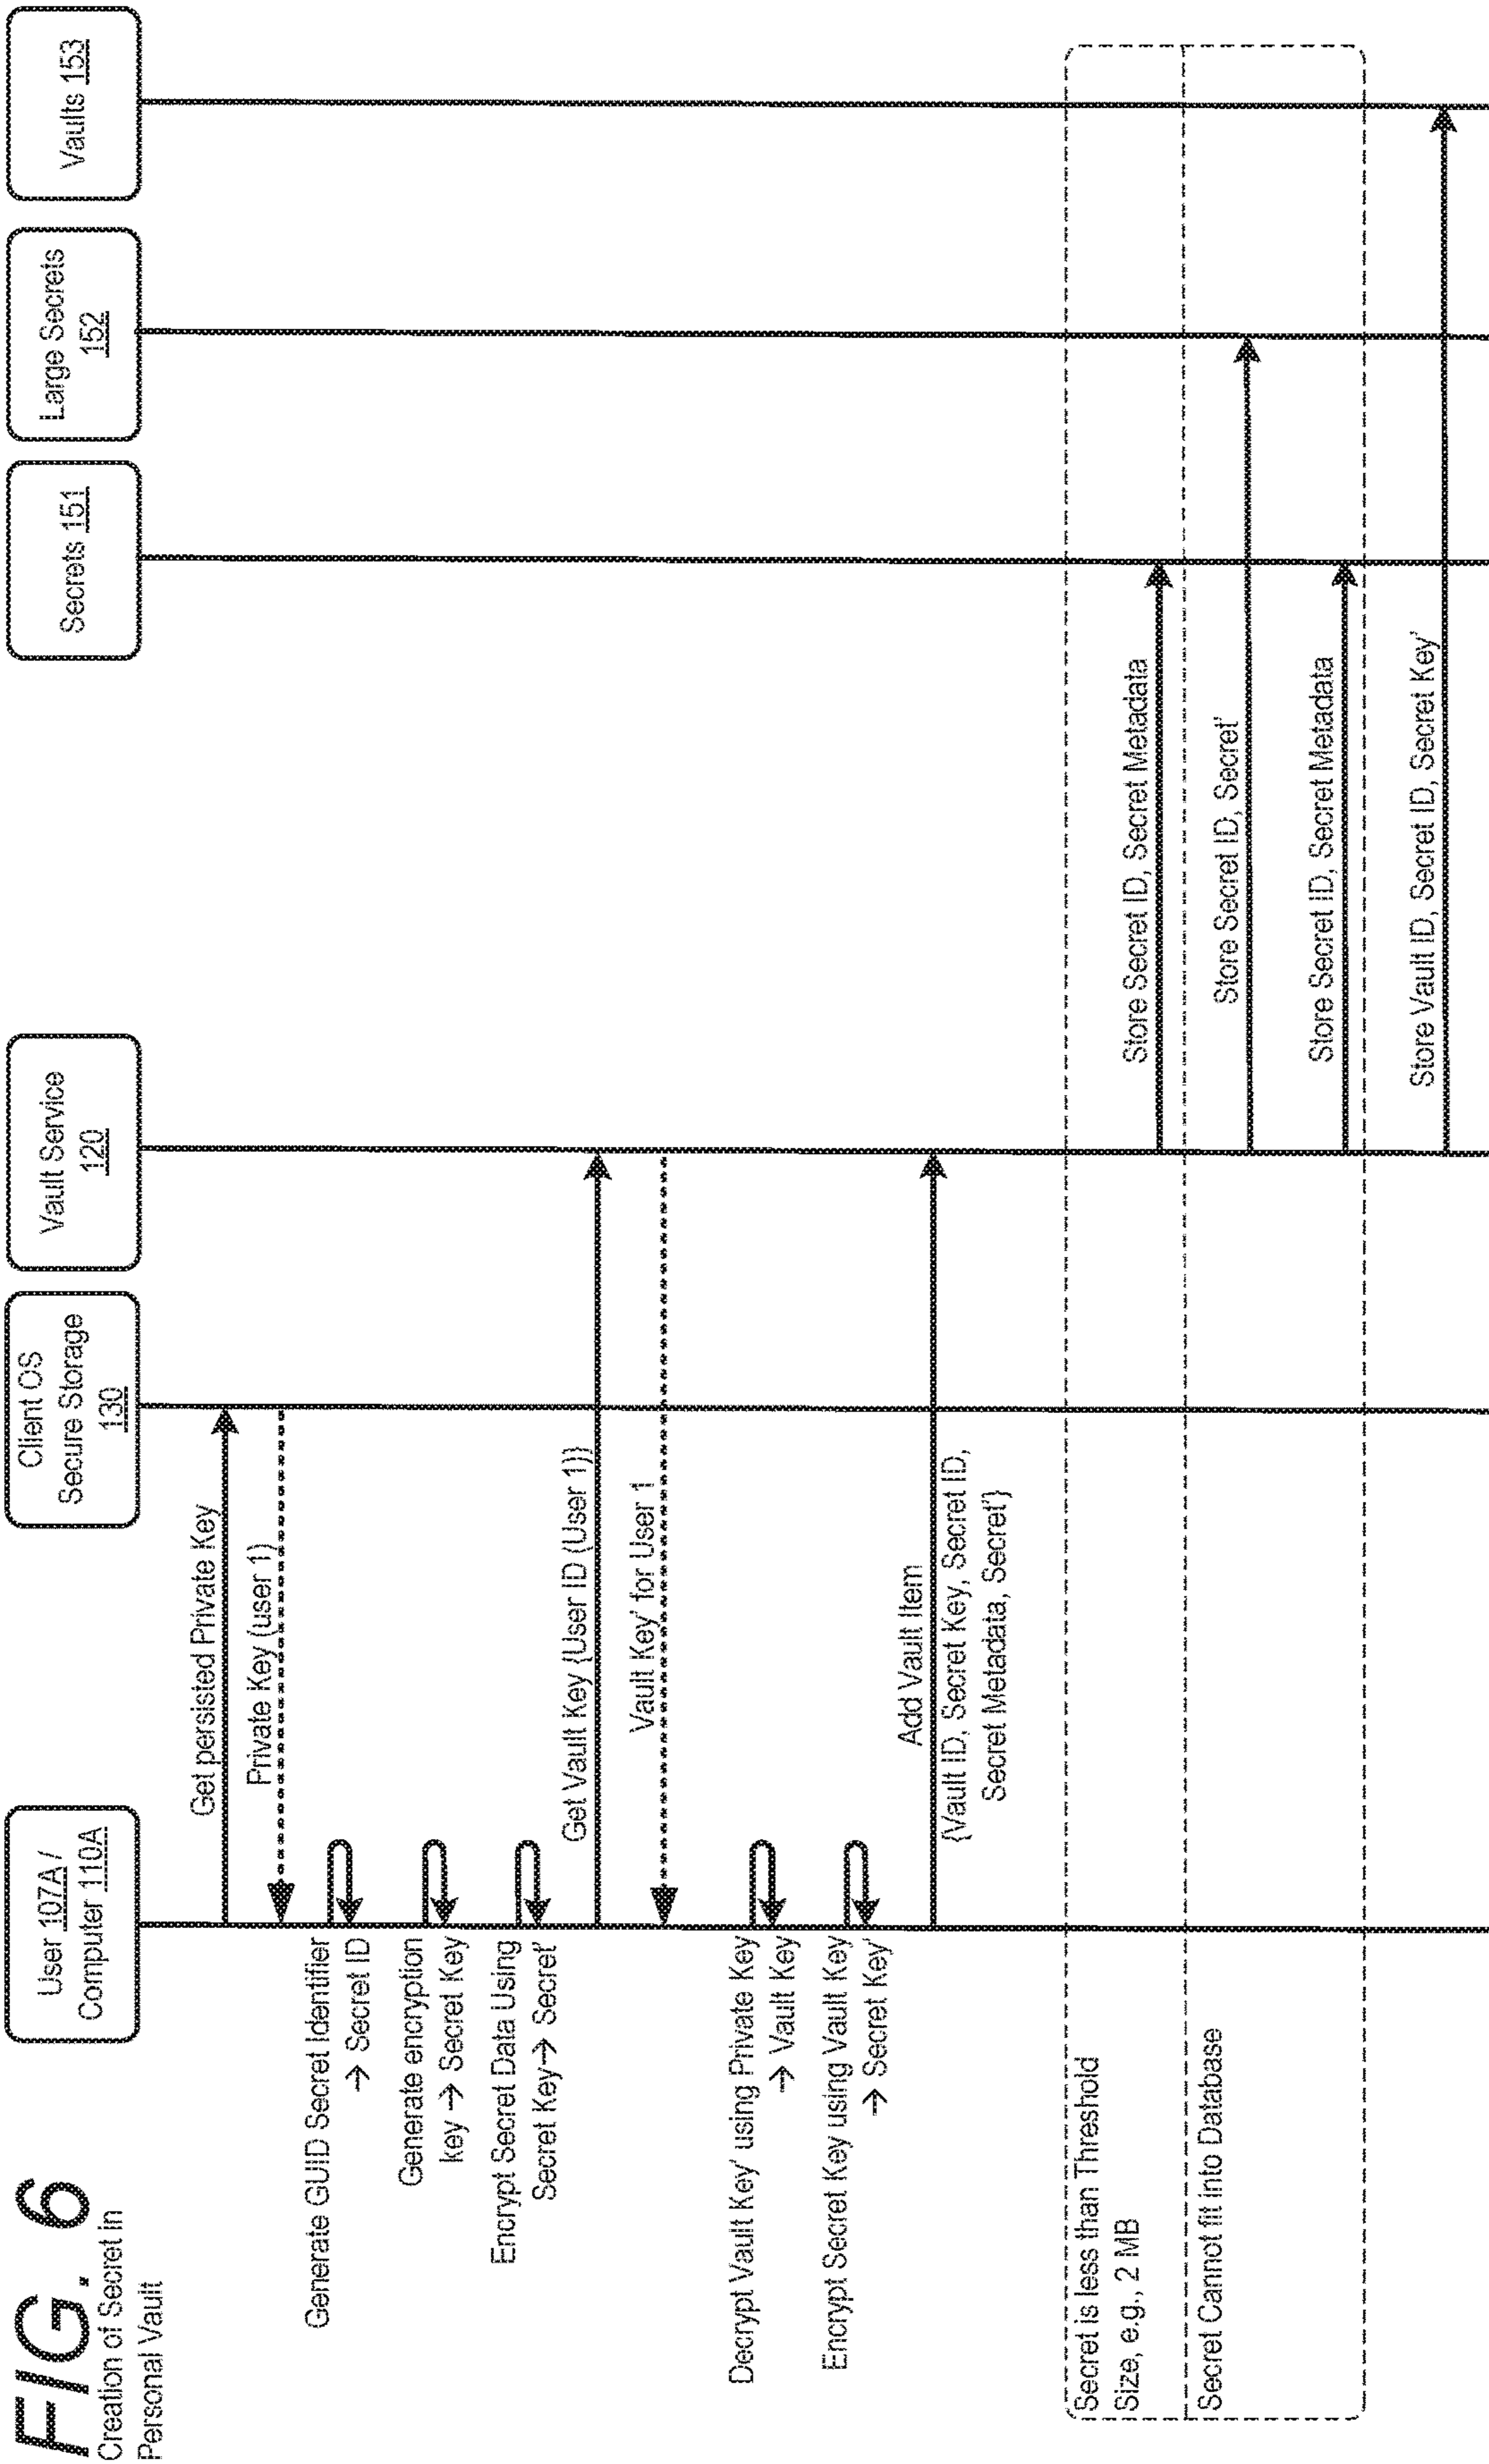 FIG. 6
Creation of Secret in
Personal Vault
User 107A /
Computer 110A
Client OS
Secure Storage
130
Vault Service
120
Secrets 151
Large Secrets
152
Vaults 153
Get persisted Private Key
Private Key (user 1)
Generate GUID Secret Identifier
→ Secret ID
Generate encryption
key → Secret Key
Encrypt Secret Data Using
Secret Key→ Secret'
Get Vault Key {User ID (User 1)}
Vault Key' for User 1
Decrypt Vault Key' using Private Key
→ Vault Key
Encrypt Secret Key using Vault Key
→ Secret Key'
Add Vault Item
{Vault ID, Secret Key, Secret ID,
Secret Metadata, Secret'}
Secret is less than Threshold
Size, e.g., 2 MB
Store Secret ID, Secret Metadata
Secret Cannot fit into Database
Store Secret ID, Secret'
Store Secret ID, Secret Metadata
Store Vault ID, Secret ID, Secret Key'